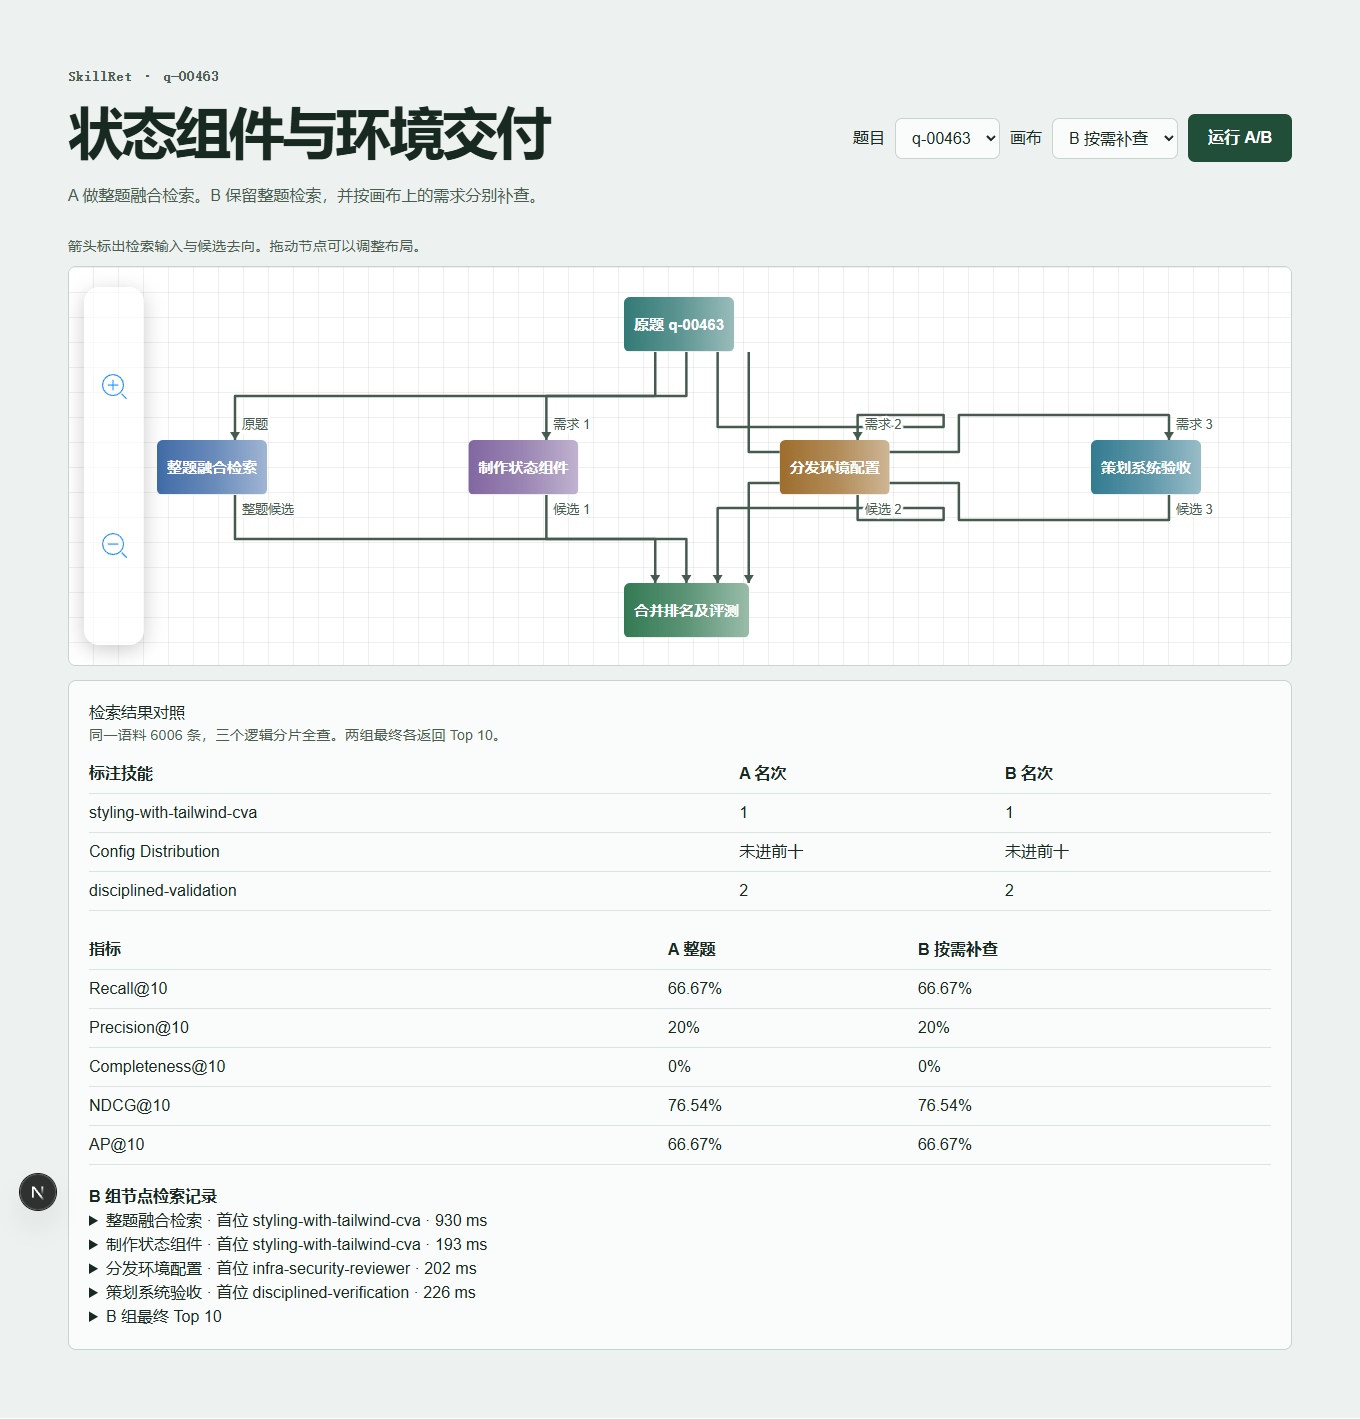 SkillRet · q-00463
状态组件与环境交付
题目 q-00463 画布 B 按需补查 运行 A/B
A 做整题融合检索。B 保留整题检索，并按画布上的需求分别补查。
箭头标出检索输入与候选去向。拖动节点可以调整布局。
原题 q-00463
原题 需求 1 需求 2 需求 3
整题融合检索 制作状态组件 分发环境配置 策划系统验收
整题候选 候选 1 候选 2 候选 3
合并排名及评测
检索结果对照
同一语料 6006 条，三个逻辑分片全查。两组最终各返回 Top 10。
标注技能 A 名次 B 名次
styling-with-tailwind-cva 1 1
Config Distribution 未进前十 未进前十
disciplined-validation 2 2
指标 A 整题 B 按需补查
Recall@10 66.67% 66.67%
Precision@10 20% 20%
Completeness@10 0% 0%
NDCG@10 76.54% 76.54%
AP@10 66.67% 66.67%
N
B 组节点检索记录
▶ 整题融合检索 · 首位 styling-with-tailwind-cva · 930 ms
▶ 制作状态组件 · 首位 styling-with-tailwind-cva · 193 ms
▶ 分发环境配置 · 首位 infra-security-reviewer · 202 ms
▶ 策划系统验收 · 首位 disciplined-verification · 226 ms
▶ B 组最终 Top 10